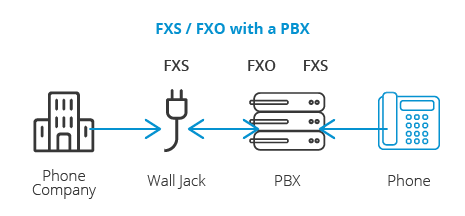 FXS / FXO with a PBX
FXS FXO FXS
Phone Company
Wall Jack
PBX
Phone